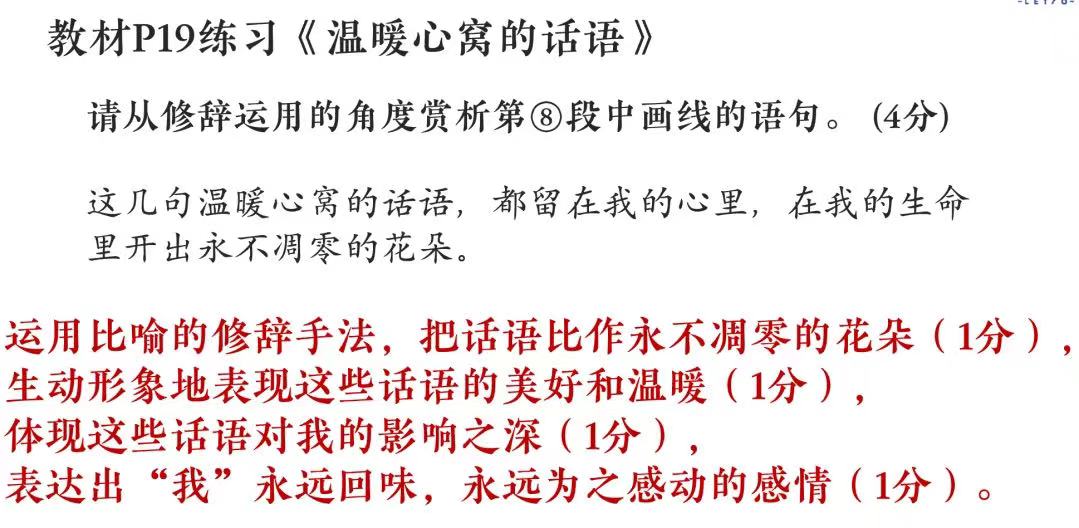 教材P19练习《温暖心窝的话语》
请从修辞运用的角度赏析第⑧段中画线的语句。（4分）
这几句温暖心窝的话语，都留在我的心里，在我的生命
里开出永不凋零的花朵。
运用比喻的修辞手法，把话语比作永不凋零的花朵（1分），
生动形象地表现这些话语的美好和温暖（1分），
体现这些话语对我的影响之深（1分），
表达出“我”永远回味，永远为之感动的感情（1分）。